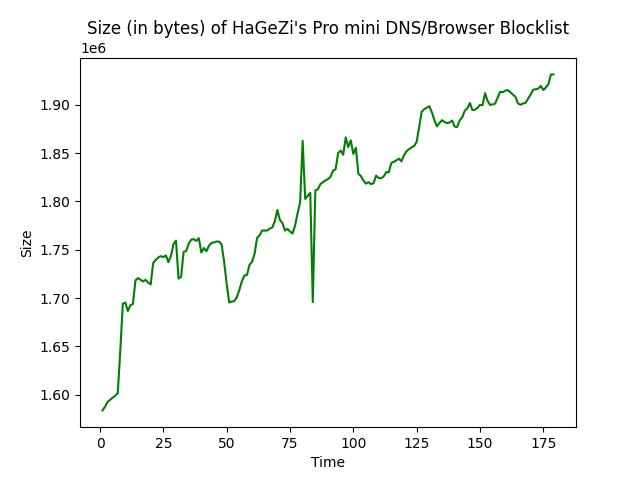 Size (in bytes) of HaGeZi's Pro mini DNS/Browser Blocklist
1e6
1.90
1.85
1.80
1.75
1.70
1.65
1.60
Size
0 25 50 75 100 125 150 175
Time